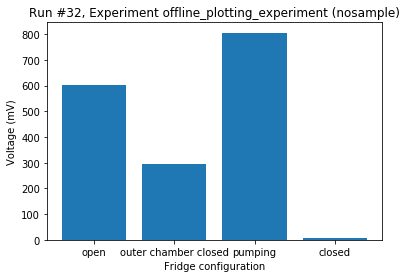 Run #32, Experiment offline_plotting_experiment (nosample)
800
700
600
500
400
300
200
100
0
Voltage (mV)
open outer chamber closed pumping closed
Fridge configuration